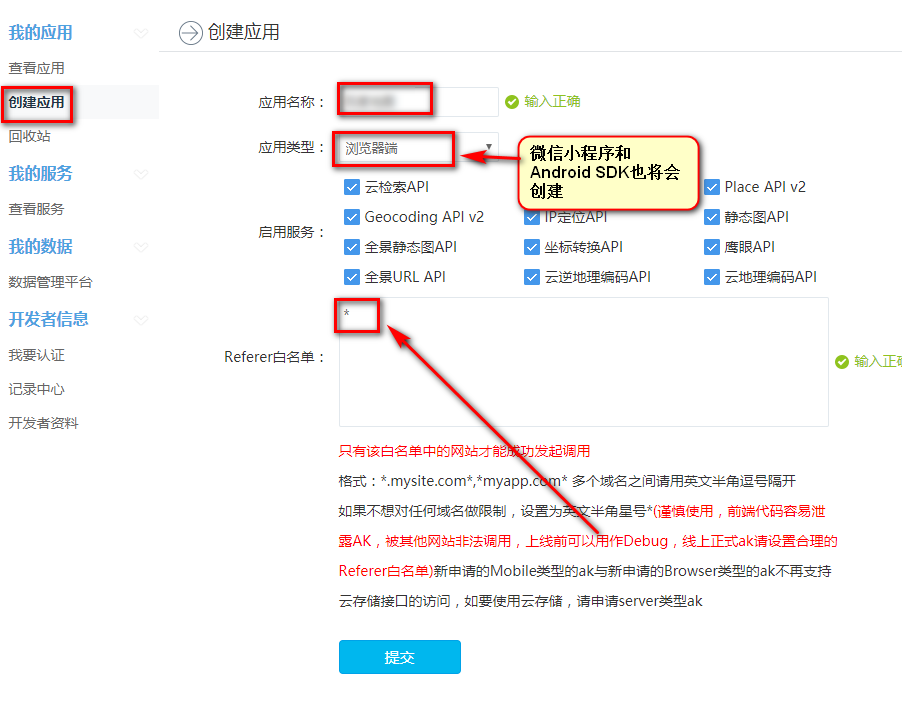 我的应用
查看应用
创建应用
回收站
我的服务
查看服务
我的数据
数据管理平台
开发者信息
我要认证
记录中心
开发者资料
创建应用
应用名称：
输入正确
应用类型：
浏览器端
微信小程序和
Android SDK也将会
创建
启用服务：
云检索API
Place API v2
Geocoding API v2
IP定位API
静态图API
全景静态图API
坐标转换API
鹰眼API
全景URL API
云逆地理编码API
云地理编码API
Referer白名单：
*
输入正确
只有该白名单中的网站才能成功发起调用
格式：*.mysite.com*,*myapp.com* 多个域名之间请用英文半角逗号隔开
如果不想对任何域名做限制，设置为英文半角星号*(谨慎使用，前端代码容易泄
露AK，被其他网站非法调用，上线前可以用作Debug，线上正式ak请设置合理的
Referer白名单)新申请的Mobile类型的ak与新申请的Browser类型的ak不再支持
云存储接口的访问，如要使用云存储，请申请server类型ak
提交